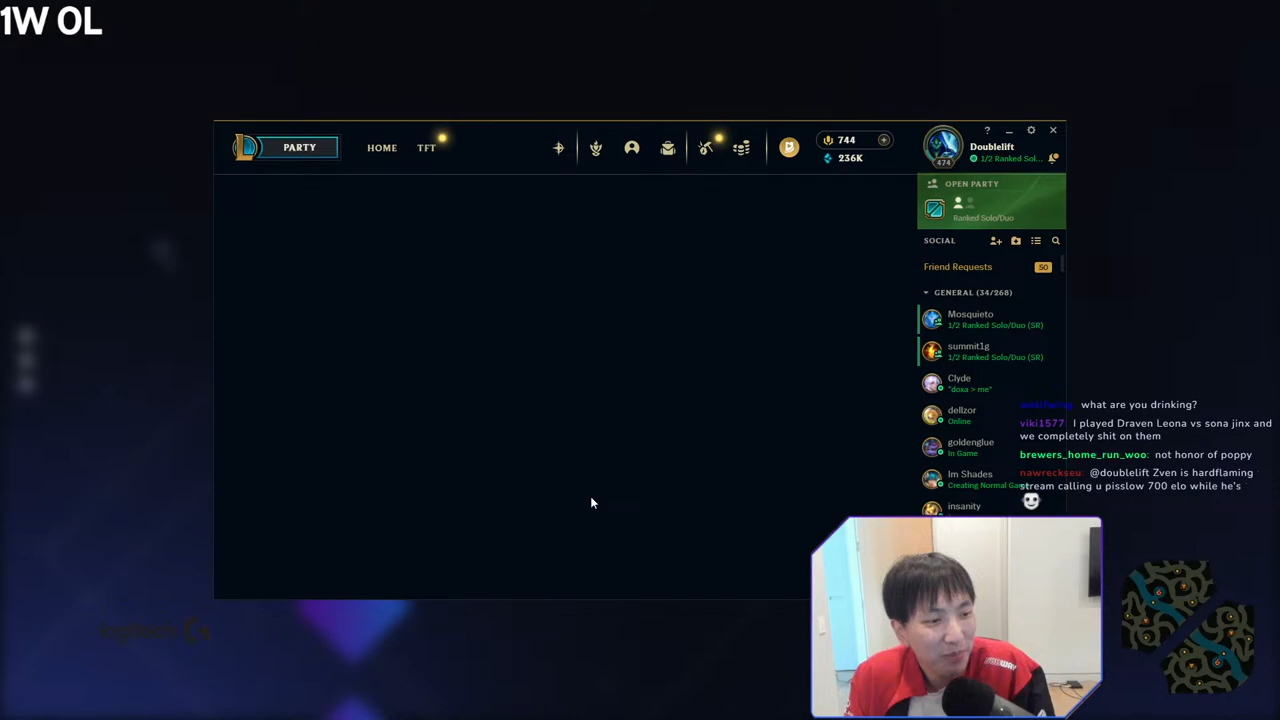 1W 0L
PARTY
HOME
TFT
744
236K
474
?
Doublelift
1/2 Ranked Sol...
OPEN PARTY
Ranked Solo/Duo
SOCIAL
Friend Requests
50
GENERAL (34/268)
Mosquieto
1/2 Ranked Solo/Duo (SR)
summit1g
1/2 Ranked Solo/Duo (SR)
Clyde
"doxa > me"
dellzor
Online
goldenglue
In Game
Im Shades
Creating Normal Gam
insanity
what are you drinking?
viki1577: I played Draven Leona vs sona jinx and
we completely shit on them
brewers_home_run_woo: not honor of poppy
nawreckseu: @doublelift Zven is hardflaming
stream calling u pisslow 700 elo while he's